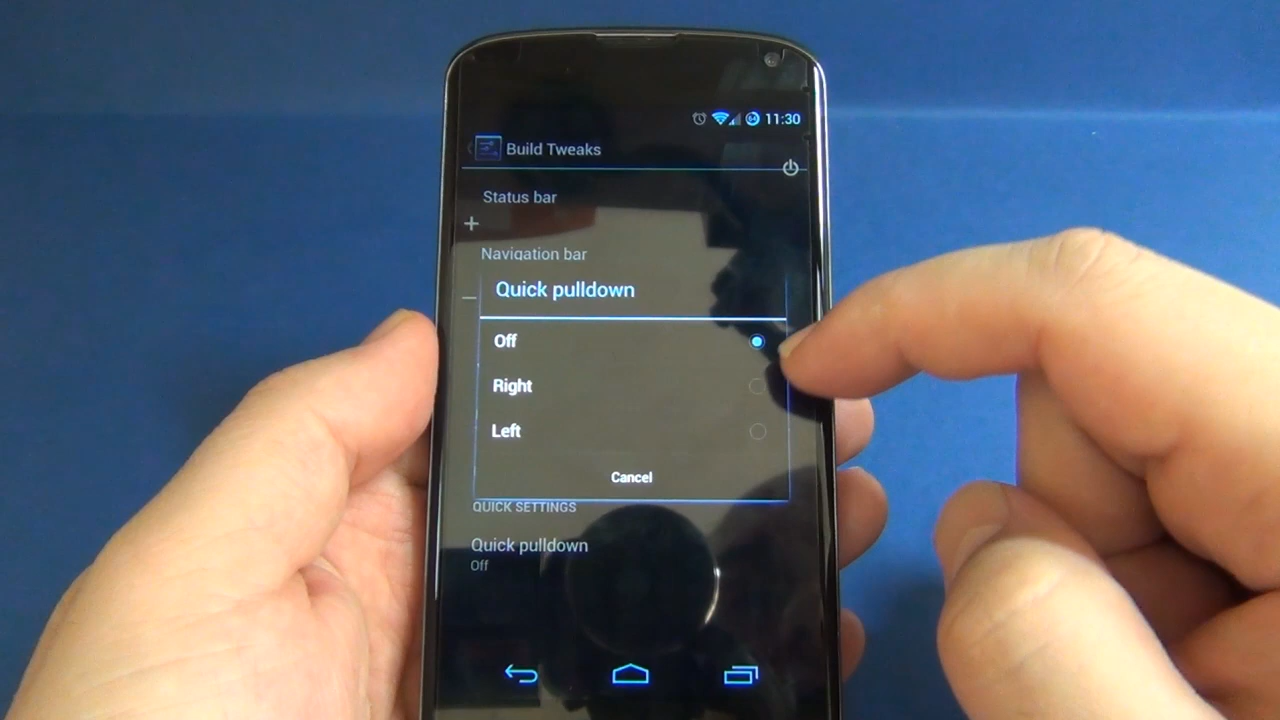 11:30
Build Tweaks
Status bar
Navigation bar
Quick pulldown
Off
Right
Left
Cancel
QUICK SETTINGS
Quick pulldown
Off